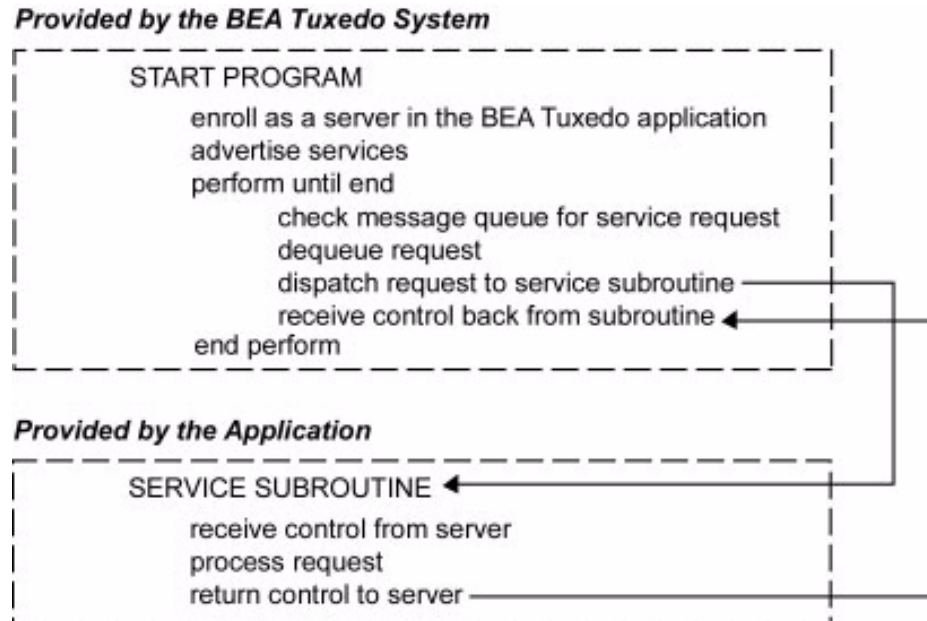 Provided by the BEA Tuxedo System
START PROGRAM
enroll as a server in the BEA Tuxedo application
advertise services
perform until end
check message queue for service request
dequeue request
dispatch request to service subroutine
receive control back from subroutine
end perform
Provided by the Application
SERVICE SUBROUTINE
receive control from server
process request
return control to server